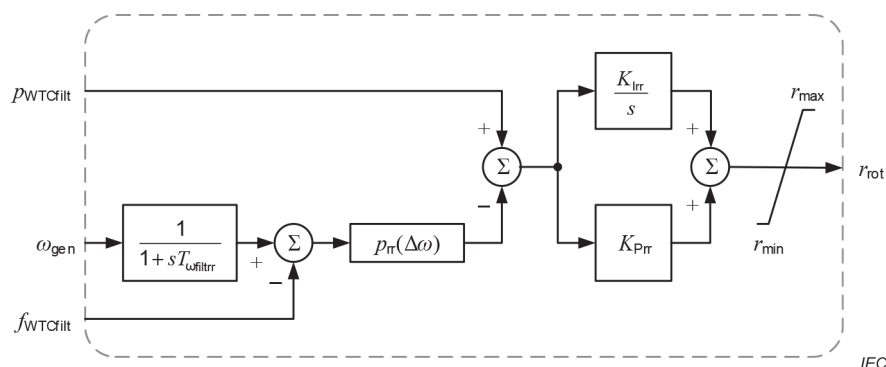 p_WTCfilt
K_Irr
s
r_max
+
+
Σ
Σ
r_rot
−
+
r_min
ω_gen
1
1 + sT_ωfiltrr
+
Σ
−
p_rr(Δω)
K_Prr
f_WTCfilt
IEC